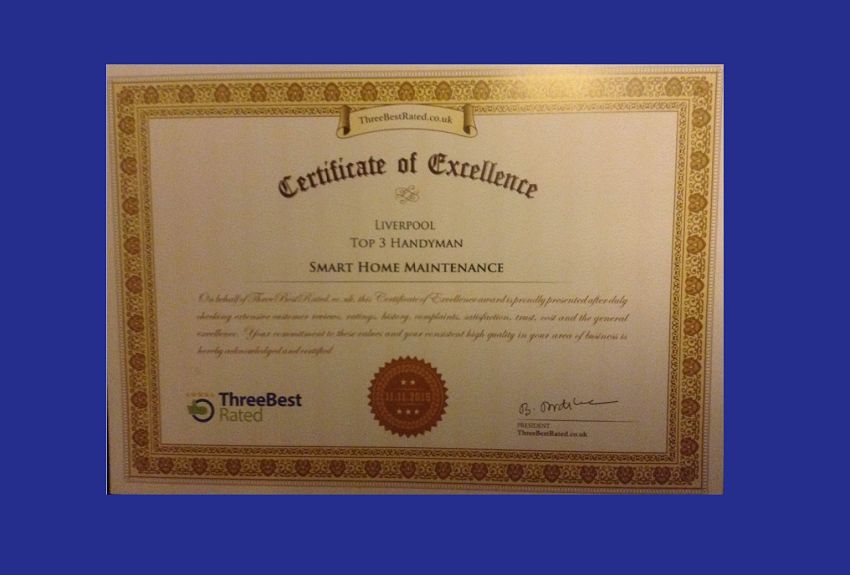 ThreeBestRated.co.uk
Certificate of Excellence
LIVERPOOL
TOP 3 HANDYMAN
SMART HOME MAINTENANCE
On behalf of ThreeBestRated.co.uk, this Certificate of Excellence award is proudly presented after duly
checking extensive customer reviews, ratings, history, complaints, satisfaction, trust, cost and the general
excellence. Your commitment to these values and your consistent high quality in your area of business is
hereby acknowledged and certified
ThreeBest
Rated
11.11.2015
PRESIDENT
ThreeBestRated.co.uk